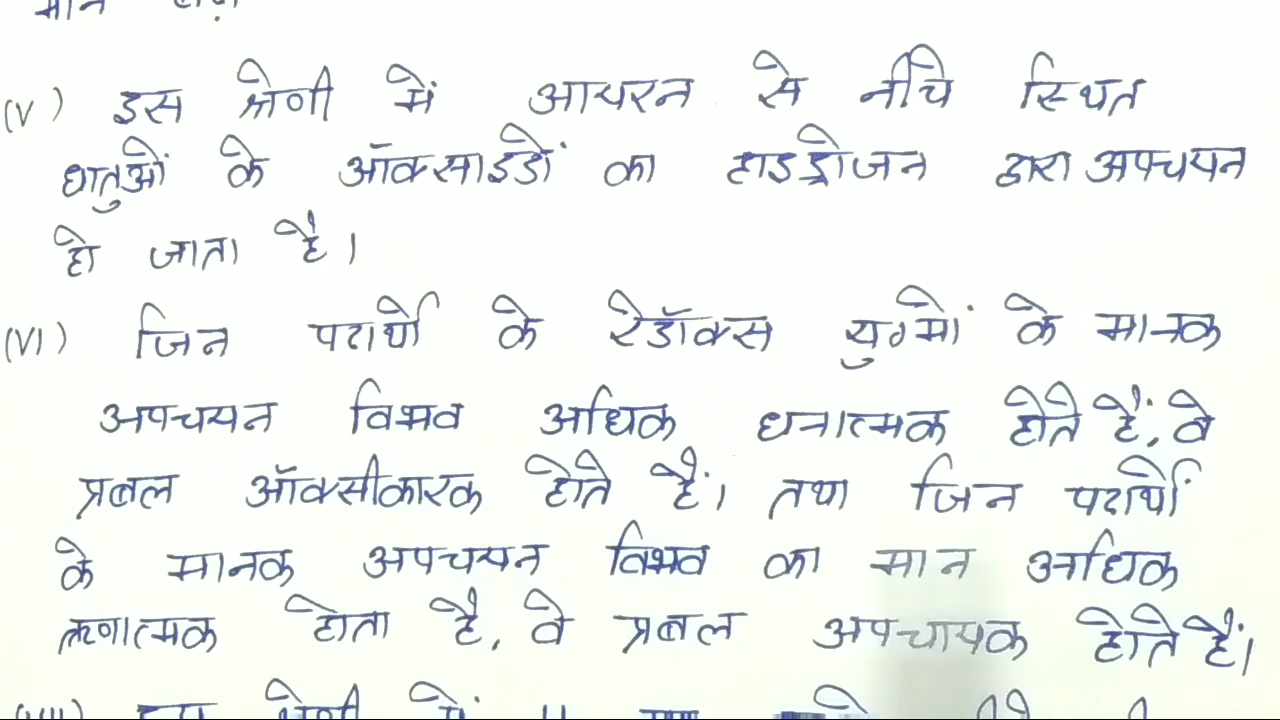 मान
(V) इस श्रेणी में आयरन से नीचे स्थित
धातुओं के ऑक्साइडों का हाइड्रोजन द्वारा अपचयन
हो जाता है।
(VI) जिन पदार्थों के रेडॉक्स युग्मों के मानक
अपचयन विभव अधिक धनात्मक होते हैं, वे
प्रबल ऑक्सीकारक होते हैं। तथा जिन पदार्थों
के मानक अपचयन विभव का मान अधिक
ऋणात्मक होता है, वे प्रबल अपचायक होते हैं।
इस श्रेणी में